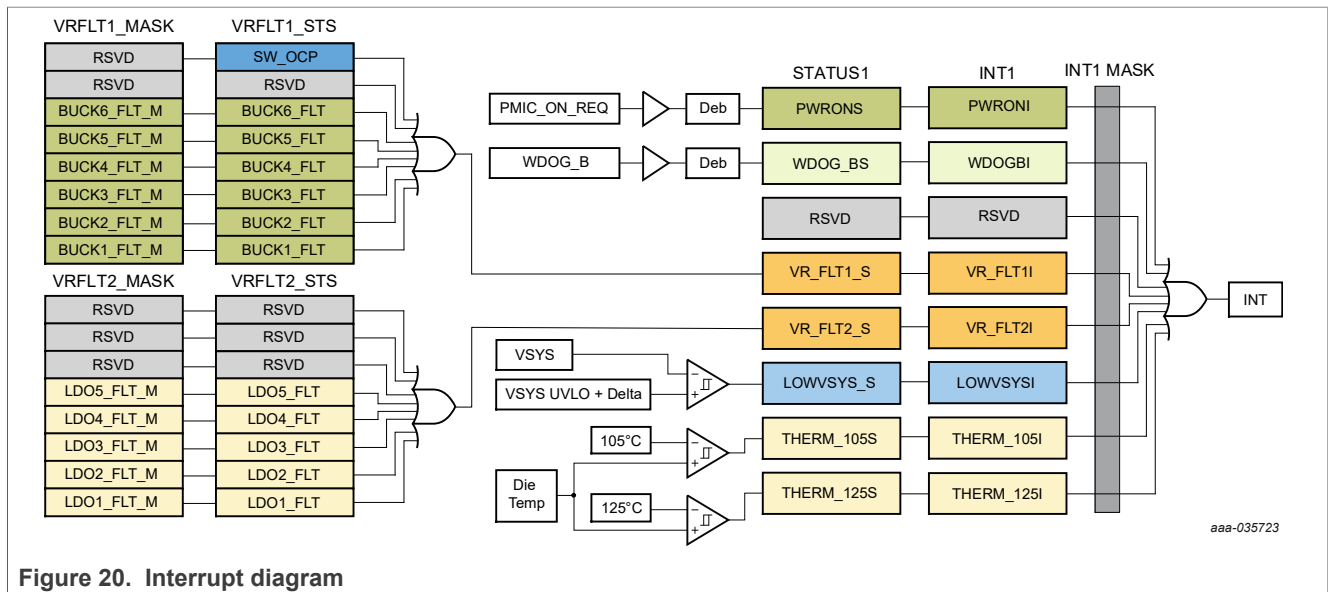 VRFLT1_MASK VRFLT1_STS
RSVD SW_OCP
RSVD RSVD
BUCK6_FLT_M BUCK6_FLT
BUCK5_FLT_M BUCK5_FLT
BUCK4_FLT_M BUCK4_FLT
BUCK3_FLT_M BUCK3_FLT
BUCK2_FLT_M BUCK2_FLT
BUCK1_FLT_M BUCK1_FLT
VRFLT2_MASK VRFLT2_STS
RSVD RSVD
RSVD RSVD
RSVD RSVD
LDO5_FLT_M LDO5_FLT
LDO4_FLT_M LDO4_FLT
LDO3_FLT_M LDO3_FLT
LDO2_FLT_M LDO2_FLT
LDO1_FLT_M LDO1_FLT
STATUS1 INT1 INT1 MASK
PMIC_ON_REQ Deb PWRONS PWRONI
WDOG_B Deb WDOG_BS WDOGBI
RSVD RSVD
VR_FLT1_S VR_FLT1I
INT
VR_FLT2_S VR_FLT2I
VSYS −
LOWVSYS_S LOWVSYSI
VSYS UVLO + Delta +
105°C − THERM_105S THERM_105I
+
Die
Temp
125°C − THERM_125S THERM_125I
+
aaa-035723
Figure 20. Interrupt diagram